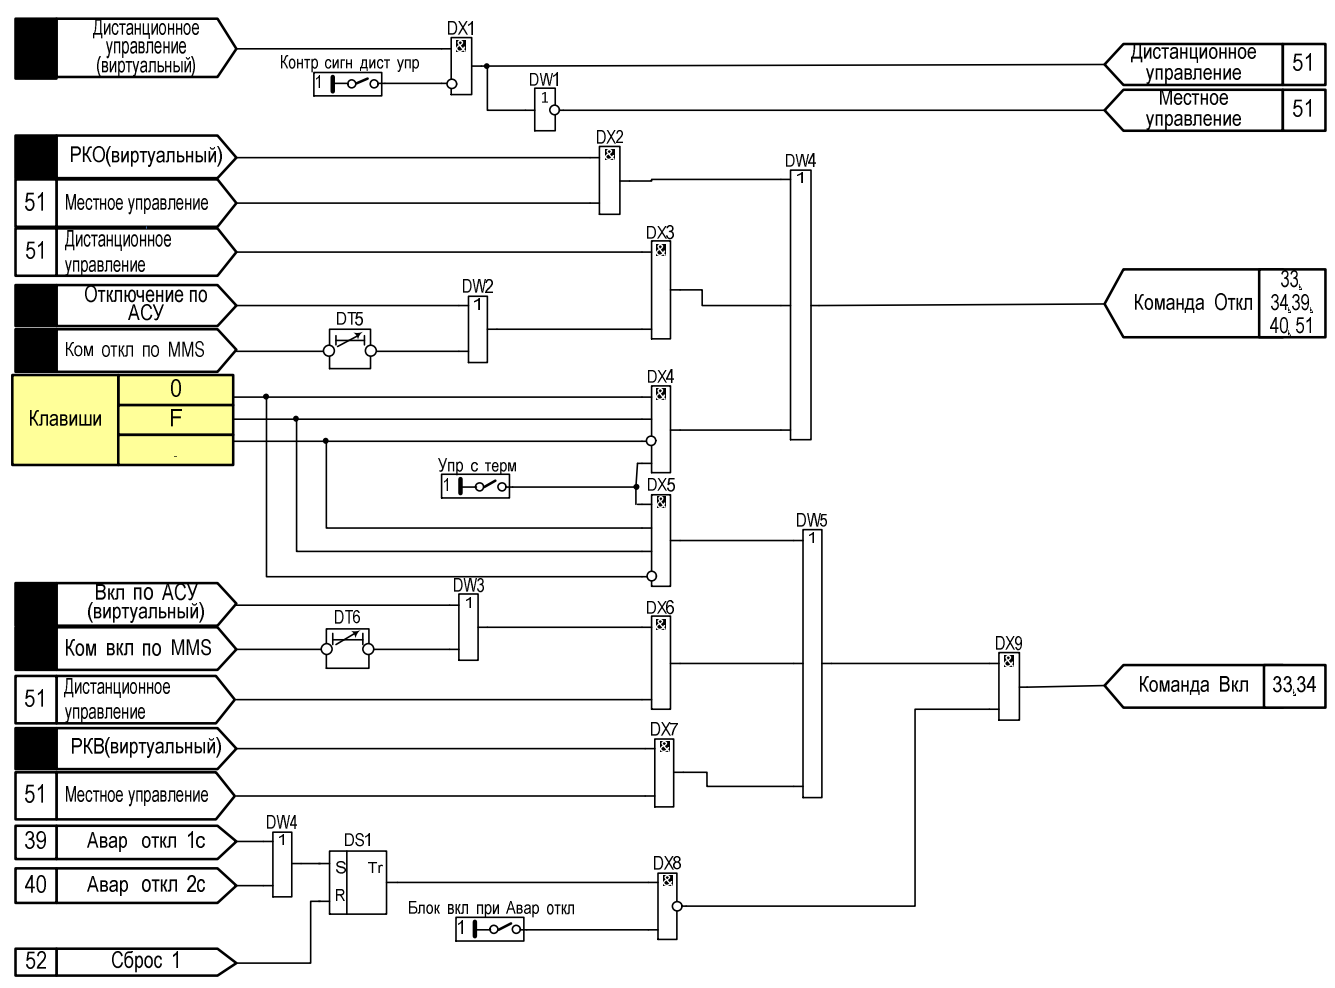 Дистанционное
управление
(виртуальный)
DX1
&
Контр сигн дист упр
1
DW1
1
Дистанционное
управление
51
Местное
управление
51
РКО(виртуальный)
DX2
&
DW4
1
51
Местное управление
51
Дистанционное
управление
DX3
&
Отключение по
АСУ
DW2
1
Команда Откл
33,
34,39,
40, 51
DT5
Ком откл по MMS
Клавиши
0
F
.
DX4
&
Упр с терм
1
DX5
&
DW5
1
Вкл по АСУ
(виртуальный)
DW3
1
DT6
Ком вкл по MMS
DX6
&
51
Дистанционное
управление
DX9
&
Команда Вкл
33,34
РКВ(виртуальный)
DX7
&
51
Местное управление
39
Авар откл 1с
DW4
1
40
Авар откл 2с
DS1
S
Tr
R
DX8
&
Блок вкл при Авар откл
1
52
Сброс 1